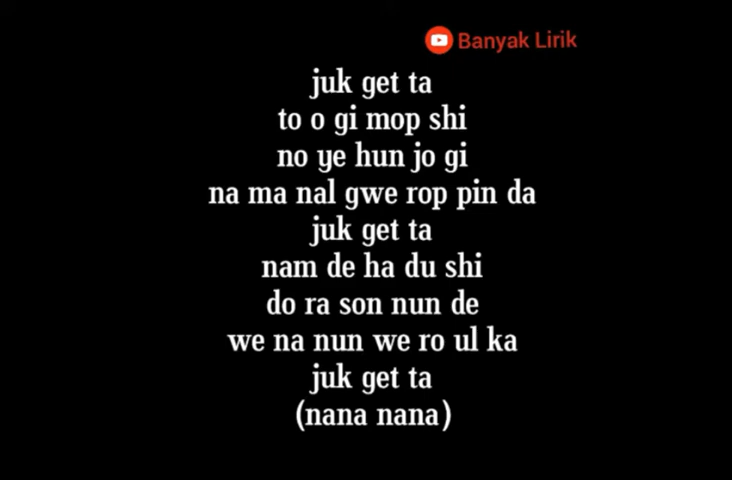 Banyak Lirik
juk get ta
to o gi mop shi
no ye hun jo gi
na ma nal gwe rop pin da
juk get ta
nam de ha du shi
do ra son nun de
we na nun we ro ul ka
juk get ta
(nana nana)